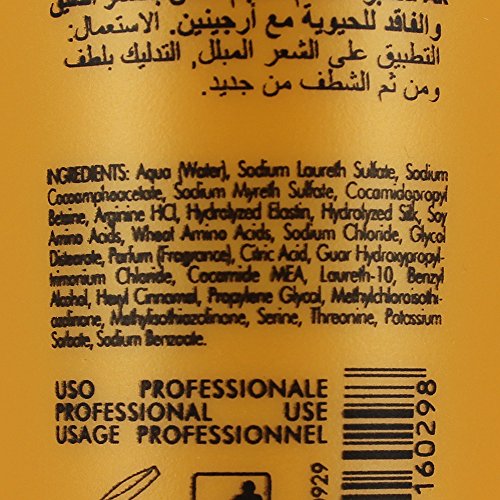 والفاقد للحيوية مع أرجينين. الاستعمال:
التطبيق على الشعر المبلل، التدليك بلطف
ومن ثم الشطف من جديد.
INGREDIENTS: Aqua (Water), Sodium Laureth Sulfate, Sodium
Cocoamphoacetate, Sodium Myreth Sulfate, Cocamidopropyl
Betaine, Arginine HCl, Hydrolyzed Elastin, Hydrolyzed Silk, Soy
Amino Acids, Wheat Amino Acids, Sodium Chloride, Glycol
Distearate, Parfum (Fragrance), Citric Acid, Guar Hydroxypropyl-
trimonium Chloride, Cocamide MEA, Laureth-10, Benzyl
Alcohol, Hexyl Cinnamal, Propylene Glycol, Methylchloroisothi-
azolinone, Methylisothiazolinone, Serine, Threonine, Potassium
Sorbate, Sodium Benzoate.
USO PROFESSIONALE
PROFESSIONAL USE
USAGE PROFESSIONNEL
0929
160298